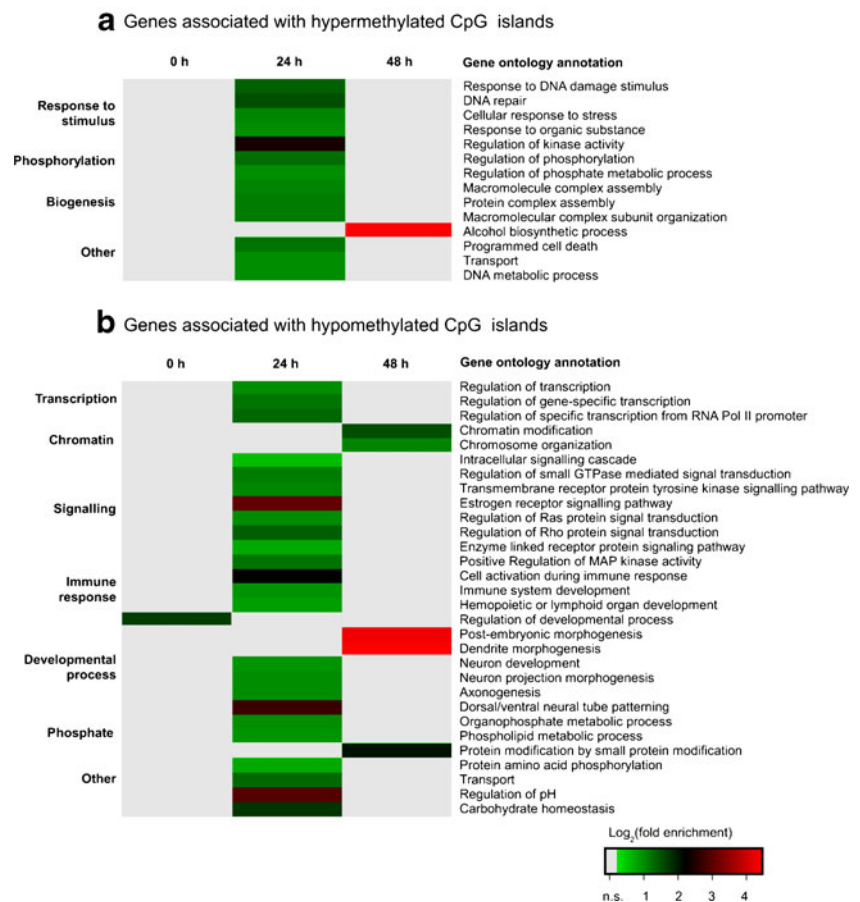 a Genes associated with hypermethylated CpG islands
0 h 24 h 48 h Gene ontology annotation
Response to stimulus
Phosphorylation
Biogenesis
Other
Response to DNA damage stimulus
DNA repair
Cellular response to stress
Response to organic substance
Regulation of kinase activity
Regulation of phosphorylation
Regulation of phosphate metabolic process
Macromolecule complex assembly
Protein complex assembly
Macromolecular complex subunit organization
Alcohol biosynthetic process
Programmed cell death
Transport
DNA metabolic process
b Genes associated with hypomethylated CpG islands
0 h 24 h 48 h Gene ontology annotation
Transcription
Chromatin
Signalling
Immune
response
Developmental
process
Phosphate
Other
Regulation of transcription
Regulation of gene-specific transcription
Regulation of specific transcription from RNA Pol II promoter
Chromatin modification
Chromosome organization
Intracellular signalling cascade
Regulation of small GTPase mediated signal transduction
Transmembrane receptor protein tyrosine kinase signalling pathway
Estrogen receptor signalling pathway
Regulation of Ras protein signal transduction
Regulation of Rho protein signal transduction
Enzyme linked receptor protein signaling pathway
Positive Regulation of MAP kinase activity
Cell activation during immune response
Immune system development
Hemopoietic or lymphoid organ development
Regulation of developmental process
Post-embryonic morphogenesis
Dendrite morphogenesis
Neuron development
Neuron projection morphogenesis
Axonogenesis
Dorsal/ventral neural tube patterning
Organophosphate metabolic process
Phospholipid metabolic process
Protein modification by small protein modification
Protein amino acid phosphorylation
Transport
Regulation of pH
Carbohydrate homeostasis
Log2(fold enrichment)
n.s. 1 2 3 4